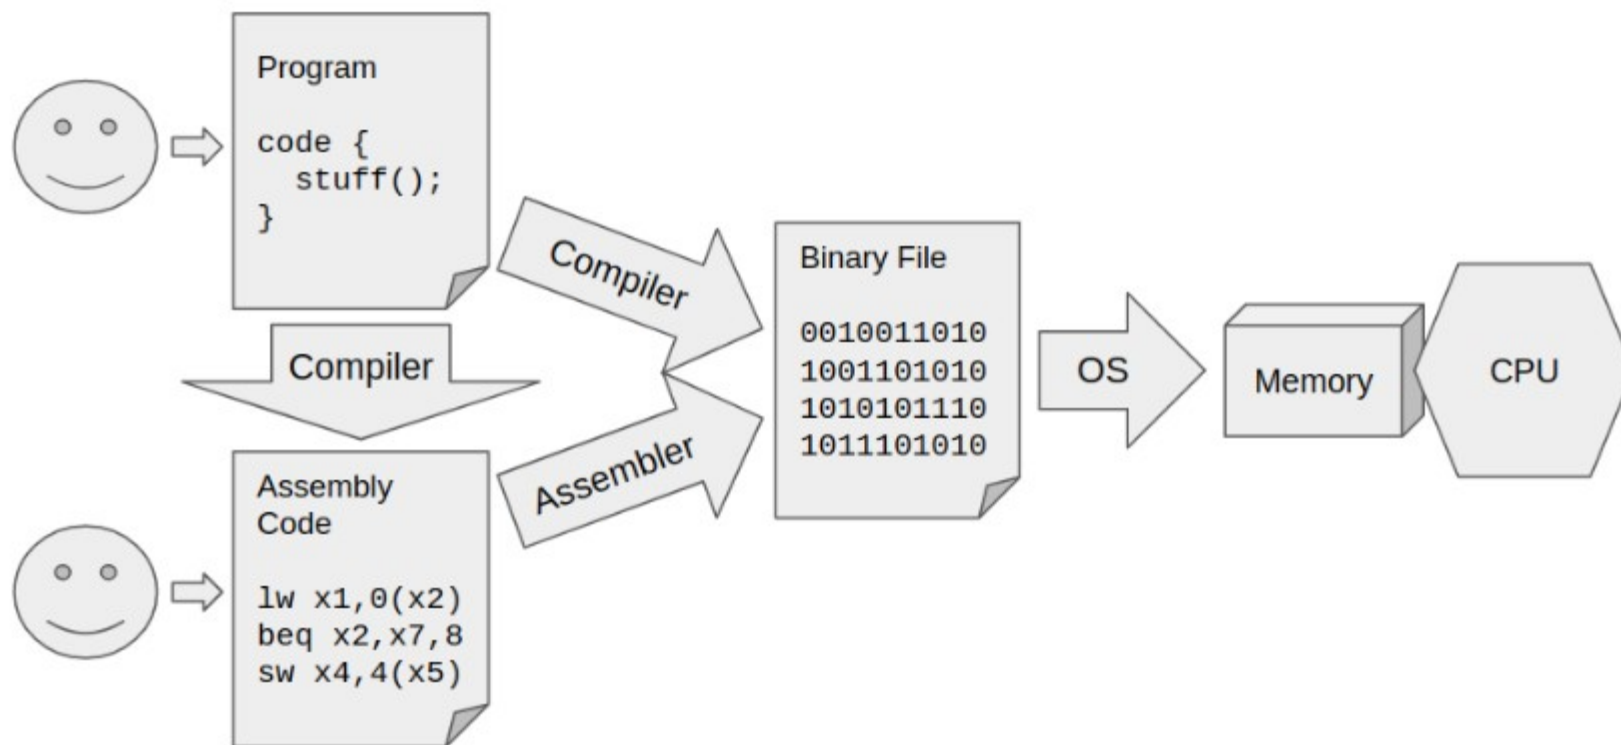 Program
code {
  stuff();
}
Compiler
Compiler
Assembly
Code
lw x1,0(x2)
beq x2,x7,8
sw x4,4(x5)
Assembler
Binary File
0010011010
1001101010
1010101110
1011101010
OS
Memory
CPU